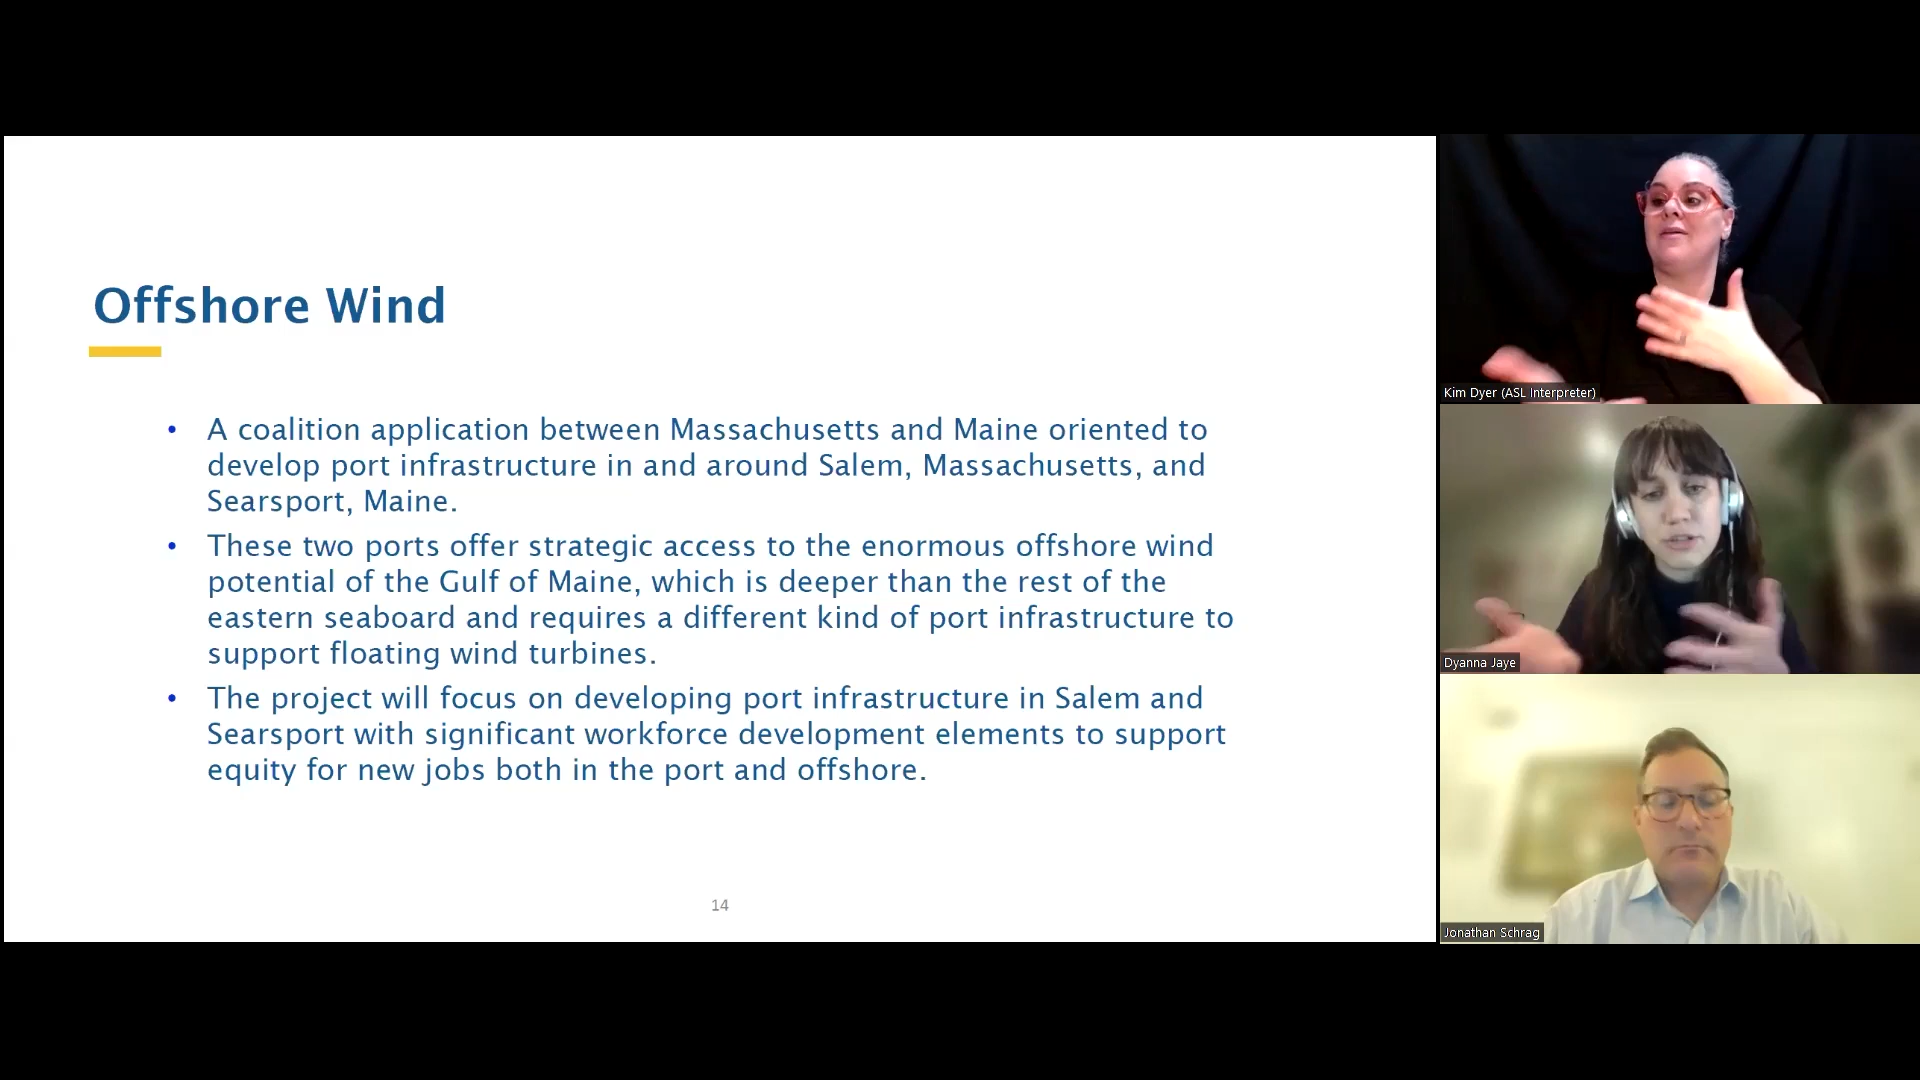 Offshore Wind
• A coalition application between Massachusetts and Maine oriented to
develop port infrastructure in and around Salem, Massachusetts, and
Searsport, Maine.
• These two ports offer strategic access to the enormous offshore wind
potential of the Gulf of Maine, which is deeper than the rest of the
eastern seaboard and requires a different kind of port infrastructure to
support floating wind turbines.
• The project will focus on developing port infrastructure in Salem and
Searsport with significant workforce development elements to support
equity for new jobs both in the port and offshore.
14
Kim Dyer (ASL Interpreter)
Dyanna Jaye
Jonathan Schrag